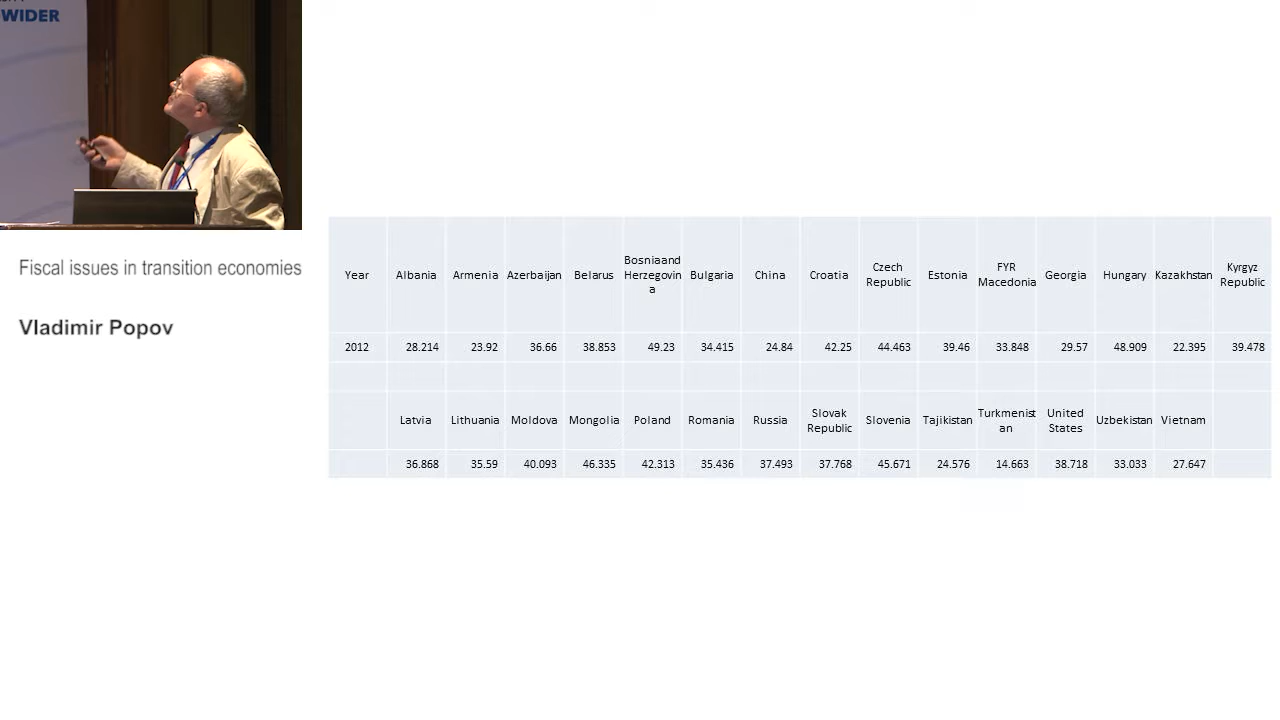 WIDER
Fiscal issues in transition economies
Vladimir Popov
Year Albania Armenia Azerbaijan Belarus Bosniaand Herzegovin a Bulgaria China Croatia Czech Republic Estonia FYR Macedonia Georgia Hungary Kazakhstan Kyrgyz Republic
2012 28.214 23.92 36.66 38.853 49.23 34.415 24.84 42.25 44.463 39.46 33.848 29.57 48.909 22.395 39.478
Latvia Lithuania Moldova Mongolia Poland Romania Russia Slovak Republic Slovenia Tajikistan Turkmenist an United States Uzbekistan Vietnam
36.868 35.59 40.093 46.335 42.313 35.436 37.493 37.768 45.671 24.576 14.663 38.718 33.033 27.647